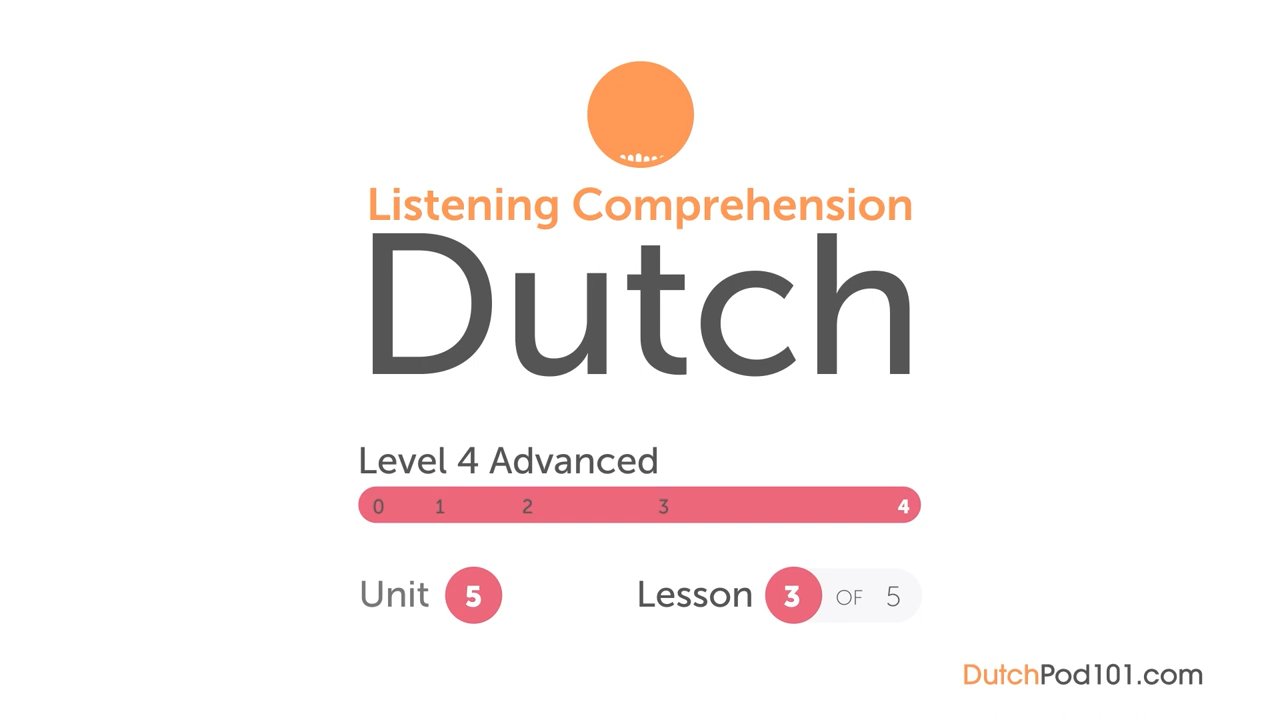 Listening Comprehension
Dutch
Level 4 Advanced
0 1 2 3 4
Unit 5 Lesson 3 OF 5
DutchPod101.com